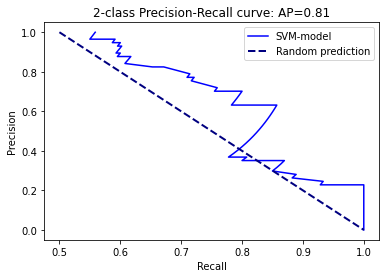 2-class Precision-Recall curve: AP=0.81
SVM-model
Random prediction
Precision
1.0
0.8
0.6
0.4
0.2
0.0
0.5 0.6 0.7 0.8 0.9 1.0
Recall